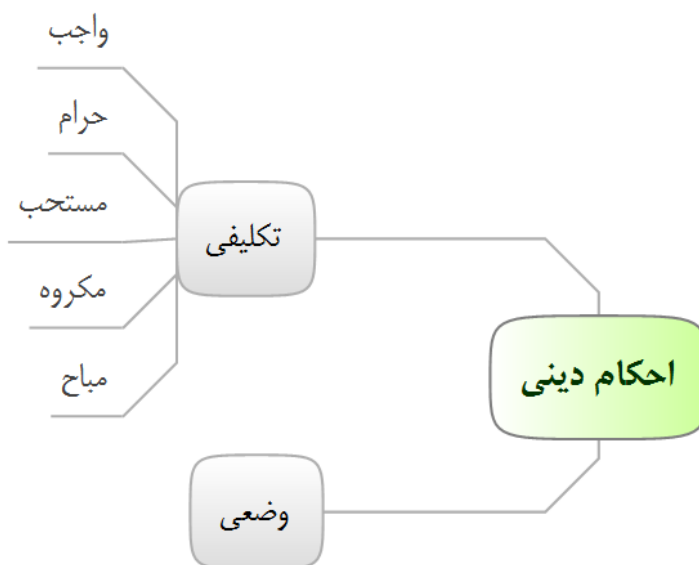 احکام دینی
تکلیفی
واجب
حرام
مستحب
مکروه
مباح
وضعی